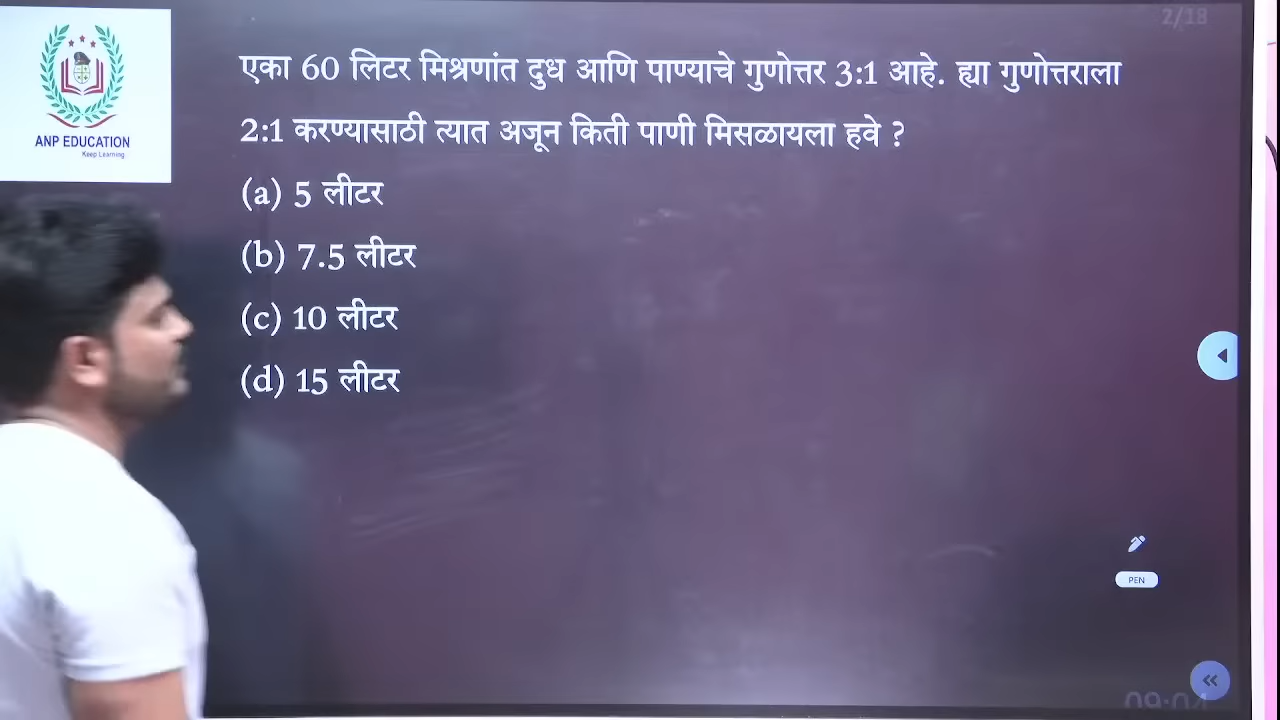 2/18
ANP EDUCATION
Keep Learning
एका 60 लिटर मिश्रणांत दुध आणि पाण्याचे गुणोत्तर 3:1 आहे. ह्या गुणोत्तराला
2:1 करण्यासाठी त्यात अजून किती पाणी मिसळायला हवे ?
(a) 5 लीटर
(b) 7.5 लीटर
(c) 10 लीटर
(d) 15 लीटर
PEN